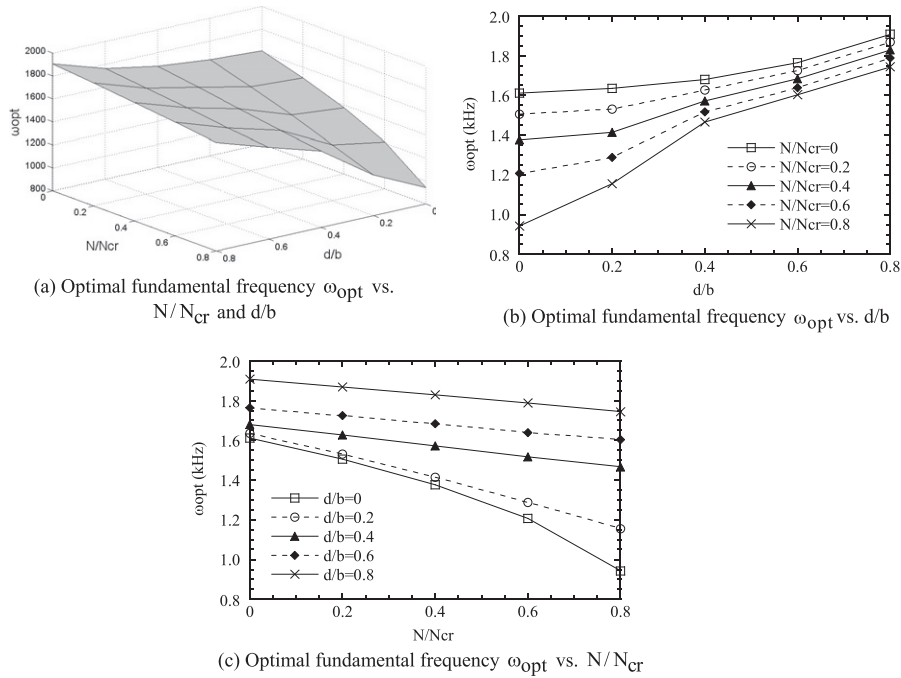 2000
1800
1600
1400
1200
1000
800
ωopt
0
0.2
0.4
0.6
0.8
N/Ncr
0.8
0.6
0.4
0.2
0
d/b
(a) Optimal fundamental frequency ωopt vs.
N/Ncr and d/b
2.0
1.8
1.6
1.4
1.2
1.0
0.8
ωopt (kHz)
N/Ncr=0
N/Ncr=0.2
N/Ncr=0.4
N/Ncr=0.6
N/Ncr=0.8
0 0.2 0.4 0.6 0.8
d/b
(b) Optimal fundamental frequency ωopt vs. d/b
2.0
1.8
1.6
1.4
1.2
1.0
0.8
ωopt (kHz)
d/b=0
d/b=0.2
d/b=0.4
d/b=0.6
d/b=0.8
0 0.2 0.4 0.6 0.8
N/Ncr
(c) Optimal fundamental frequency ωopt vs. N/Ncr